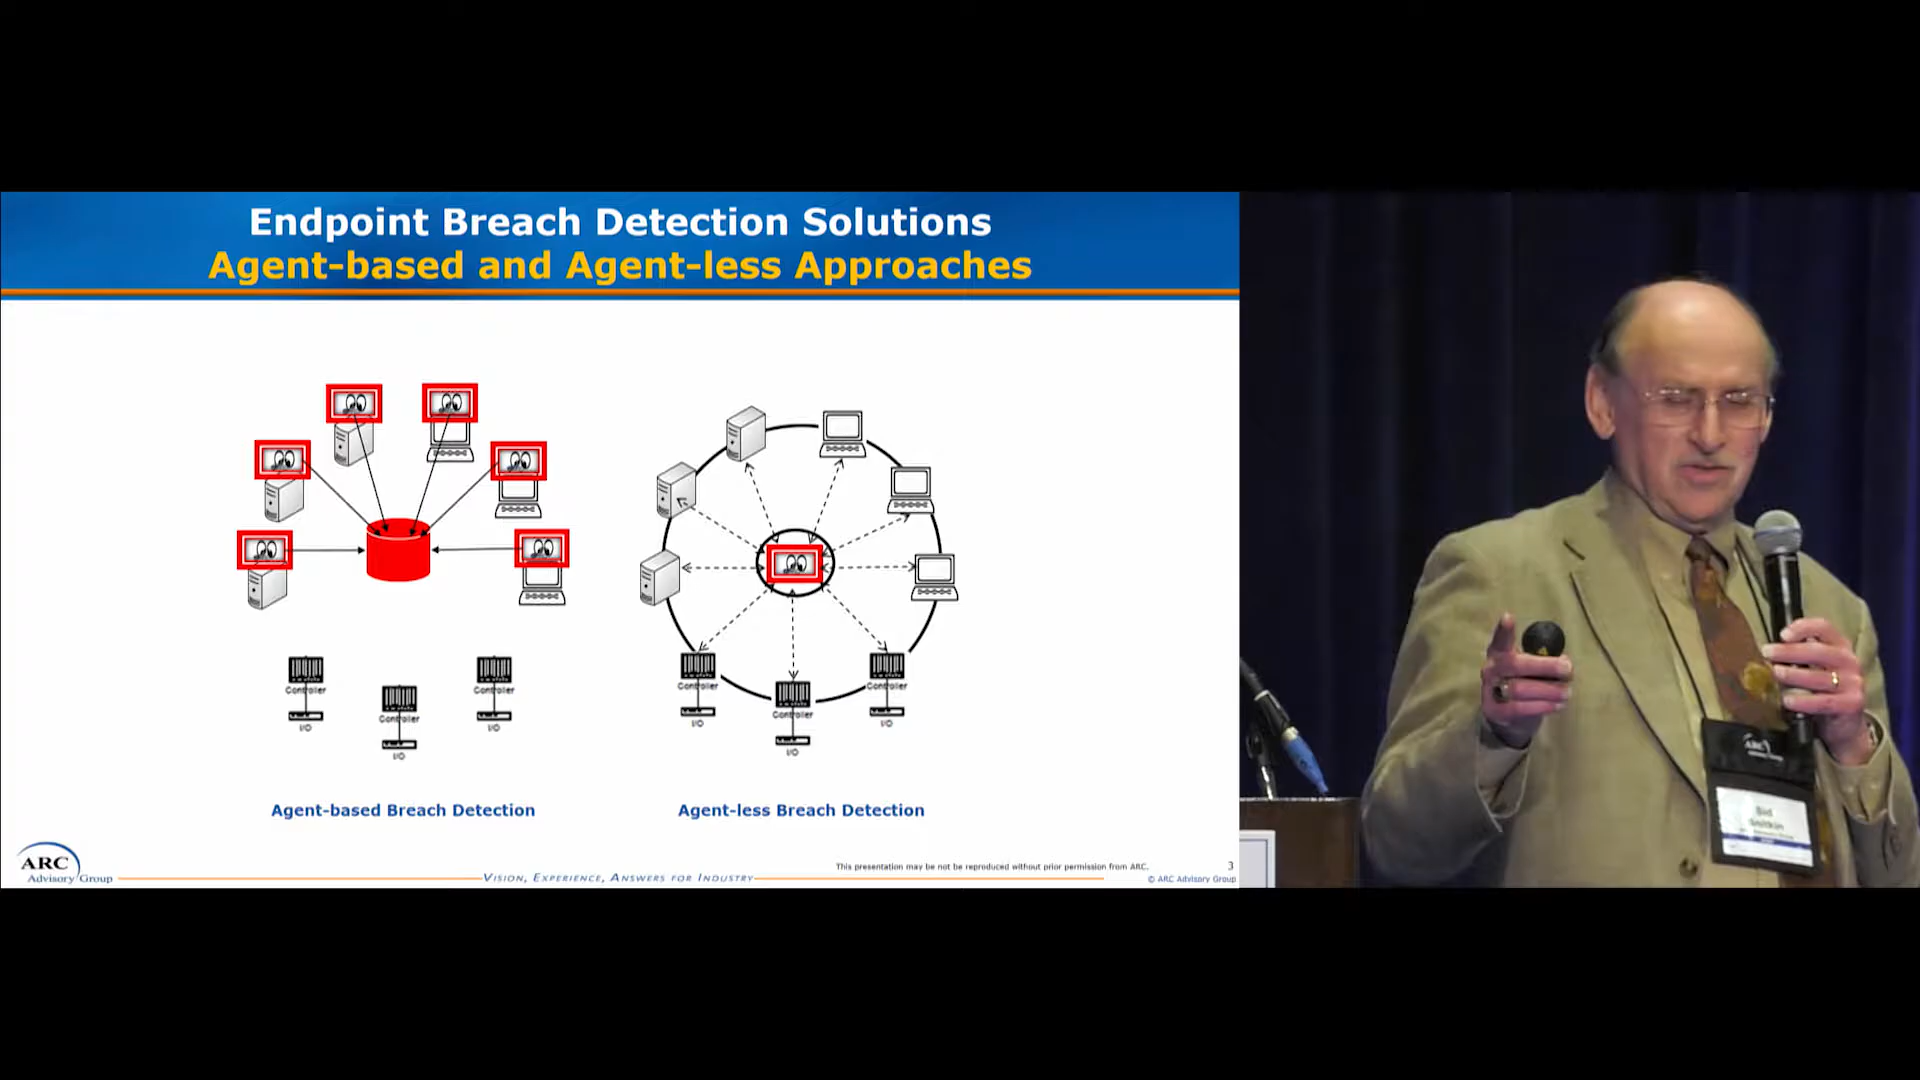 Endpoint Breach Detection Solutions
Agent-based and Agent-less Approaches
Controller
I/O
Controller
I/O
Controller
I/O
Controller
I/O
Controller
I/O
Controller
I/O
Agent-based Breach Detection
Agent-less Breach Detection
ARC
Advisory Group
VISION, EXPERIENCE, ANSWERS FOR INDUSTRY
This presentation may be not be reproduced without prior permission from ARC.
3
© ARC Advisory Group
ARC
Sid